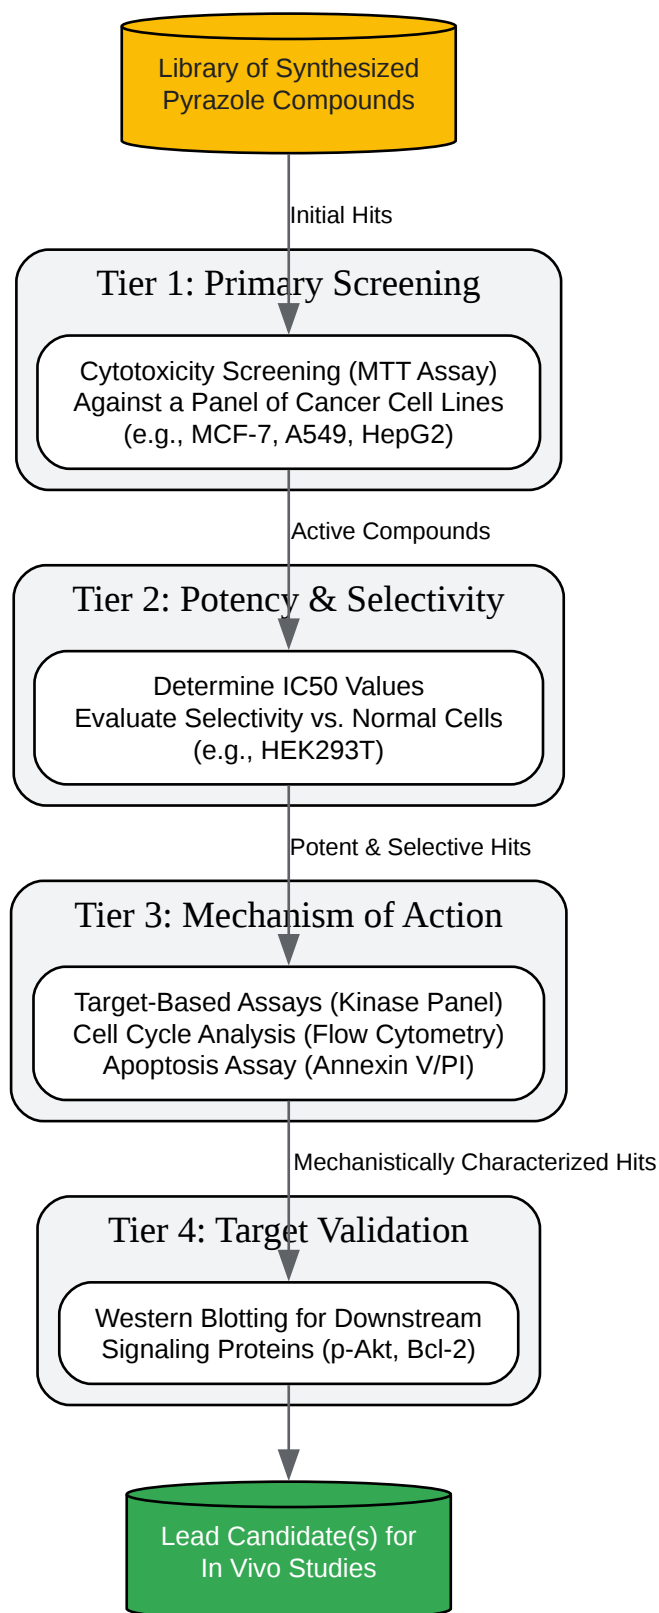 Library of Synthesized
Pyrazole Compounds
Initial Hits
Tier 1: Primary Screening
Cytotoxicity Screening (MTT Assay)
Against a Panel of Cancer Cell Lines
(e.g., MCF-7, A549, HepG2)
Active Compounds
Tier 2: Potency & Selectivity
Determine IC50 Values
Evaluate Selectivity vs. Normal Cells
(e.g., HEK293T)
Potent & Selective Hits
Tier 3: Mechanism of Action
Target-Based Assays (Kinase Panel)
Cell Cycle Analysis (Flow Cytometry)
Apoptosis Assay (Annexin V/PI)
Mechanistically Characterized Hits
Tier 4: Target Validation
Western Blotting for Downstream
Signaling Proteins (p-Akt, Bcl-2)
Lead Candidate(s) for
In Vivo Studies